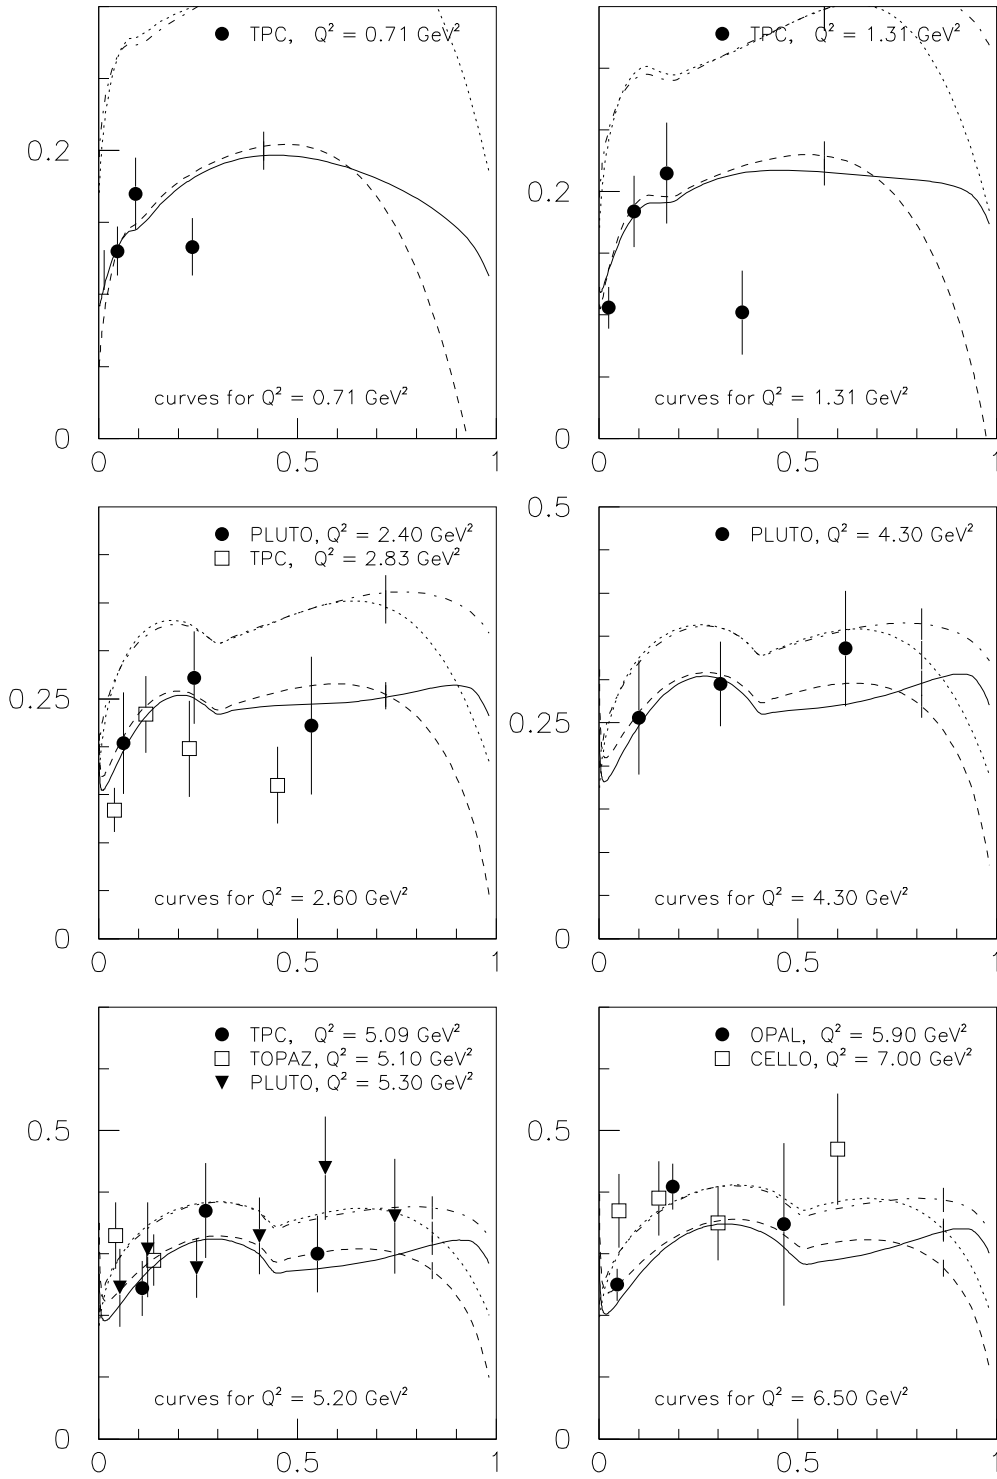 TPC, Q² = 0.71 GeV²
0.2
curves for Q² = 0.71 GeV²
0
0 0.5 1
TPC, Q² = 1.31 GeV²
0.2
curves for Q² = 1.31 GeV²
0
0 0.5 1
PLUTO, Q² = 2.40 GeV²
TPC, Q² = 2.83 GeV²
0.25
curves for Q² = 2.60 GeV²
0
0 0.5 1
0.5
PLUTO, Q² = 4.30 GeV²
0.25
curves for Q² = 4.30 GeV²
0
0 0.5 1
TPC, Q² = 5.09 GeV²
TOPAZ, Q² = 5.10 GeV²
PLUTO, Q² = 5.30 GeV²
0.5
curves for Q² = 5.20 GeV²
0
0 0.5 1
OPAL, Q² = 5.90 GeV²
CELLO, Q² = 7.00 GeV²
0.5
curves for Q² = 6.50 GeV²
0
0 0.5 1